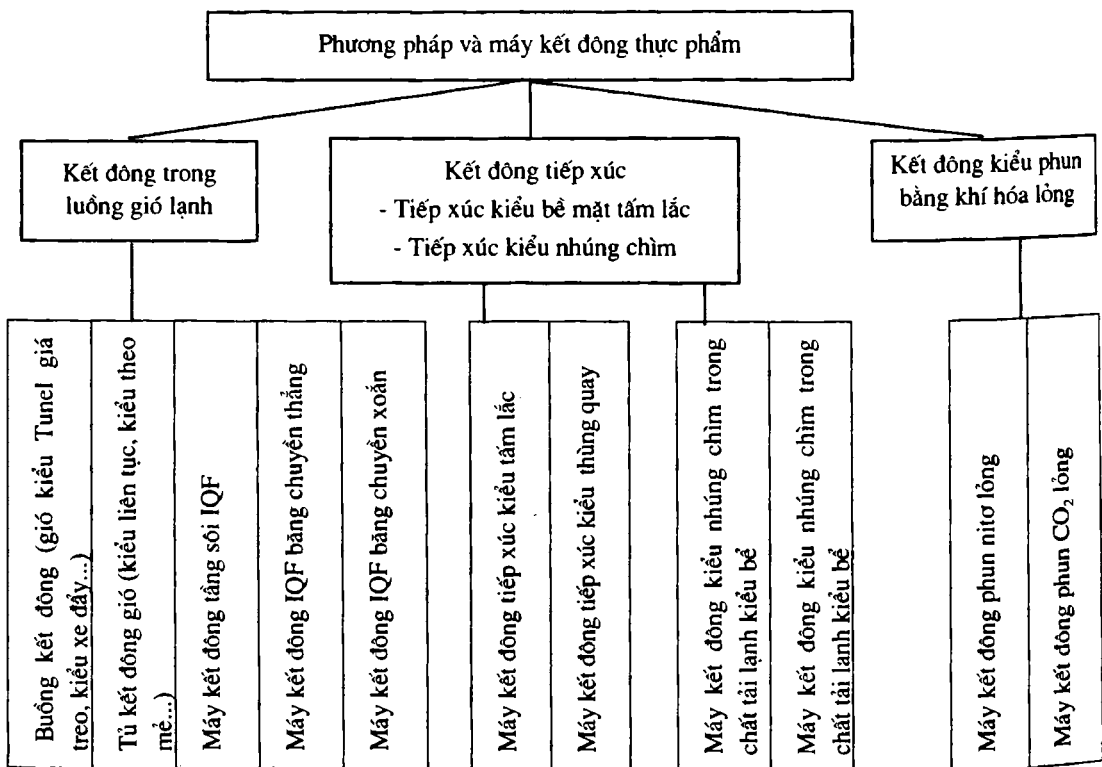 Phương pháp và máy kết đông thực phẩm
Kết đông trong
luồng gió lạnh
Kết đông tiếp xúc
- Tiếp xúc kiểu bề mặt tấm lắc
- Tiếp xúc kiểu nhúng chìm
Kết đông kiểu phun
bằng khí hóa lỏng
Buồng kết đông (gió kiểu Tunel giá
treo, kiểu xe đẩy...)
Tủ kết đông gió (kiểu liên tục, kiểu theo
mẻ...)
Máy kết đông tầng sôi IQF
Máy kết đông IQF băng chuyền thẳng
Máy kết đông IQF băng chuyền xoắn
Máy kết đông tiếp xúc kiểu tấm lắc
Máy kết đông tiếp xúc kiểu thùng quay
Máy kết đông kiểu nhúng chìm trong
chất tải lạnh kiểu bể
Máy kết đông kiểu nhúng chìm trong
chất tải lạnh kiểu bể
Máy kết đông phun nitơ lỏng
Máy kết đông phun CO₂ lỏng